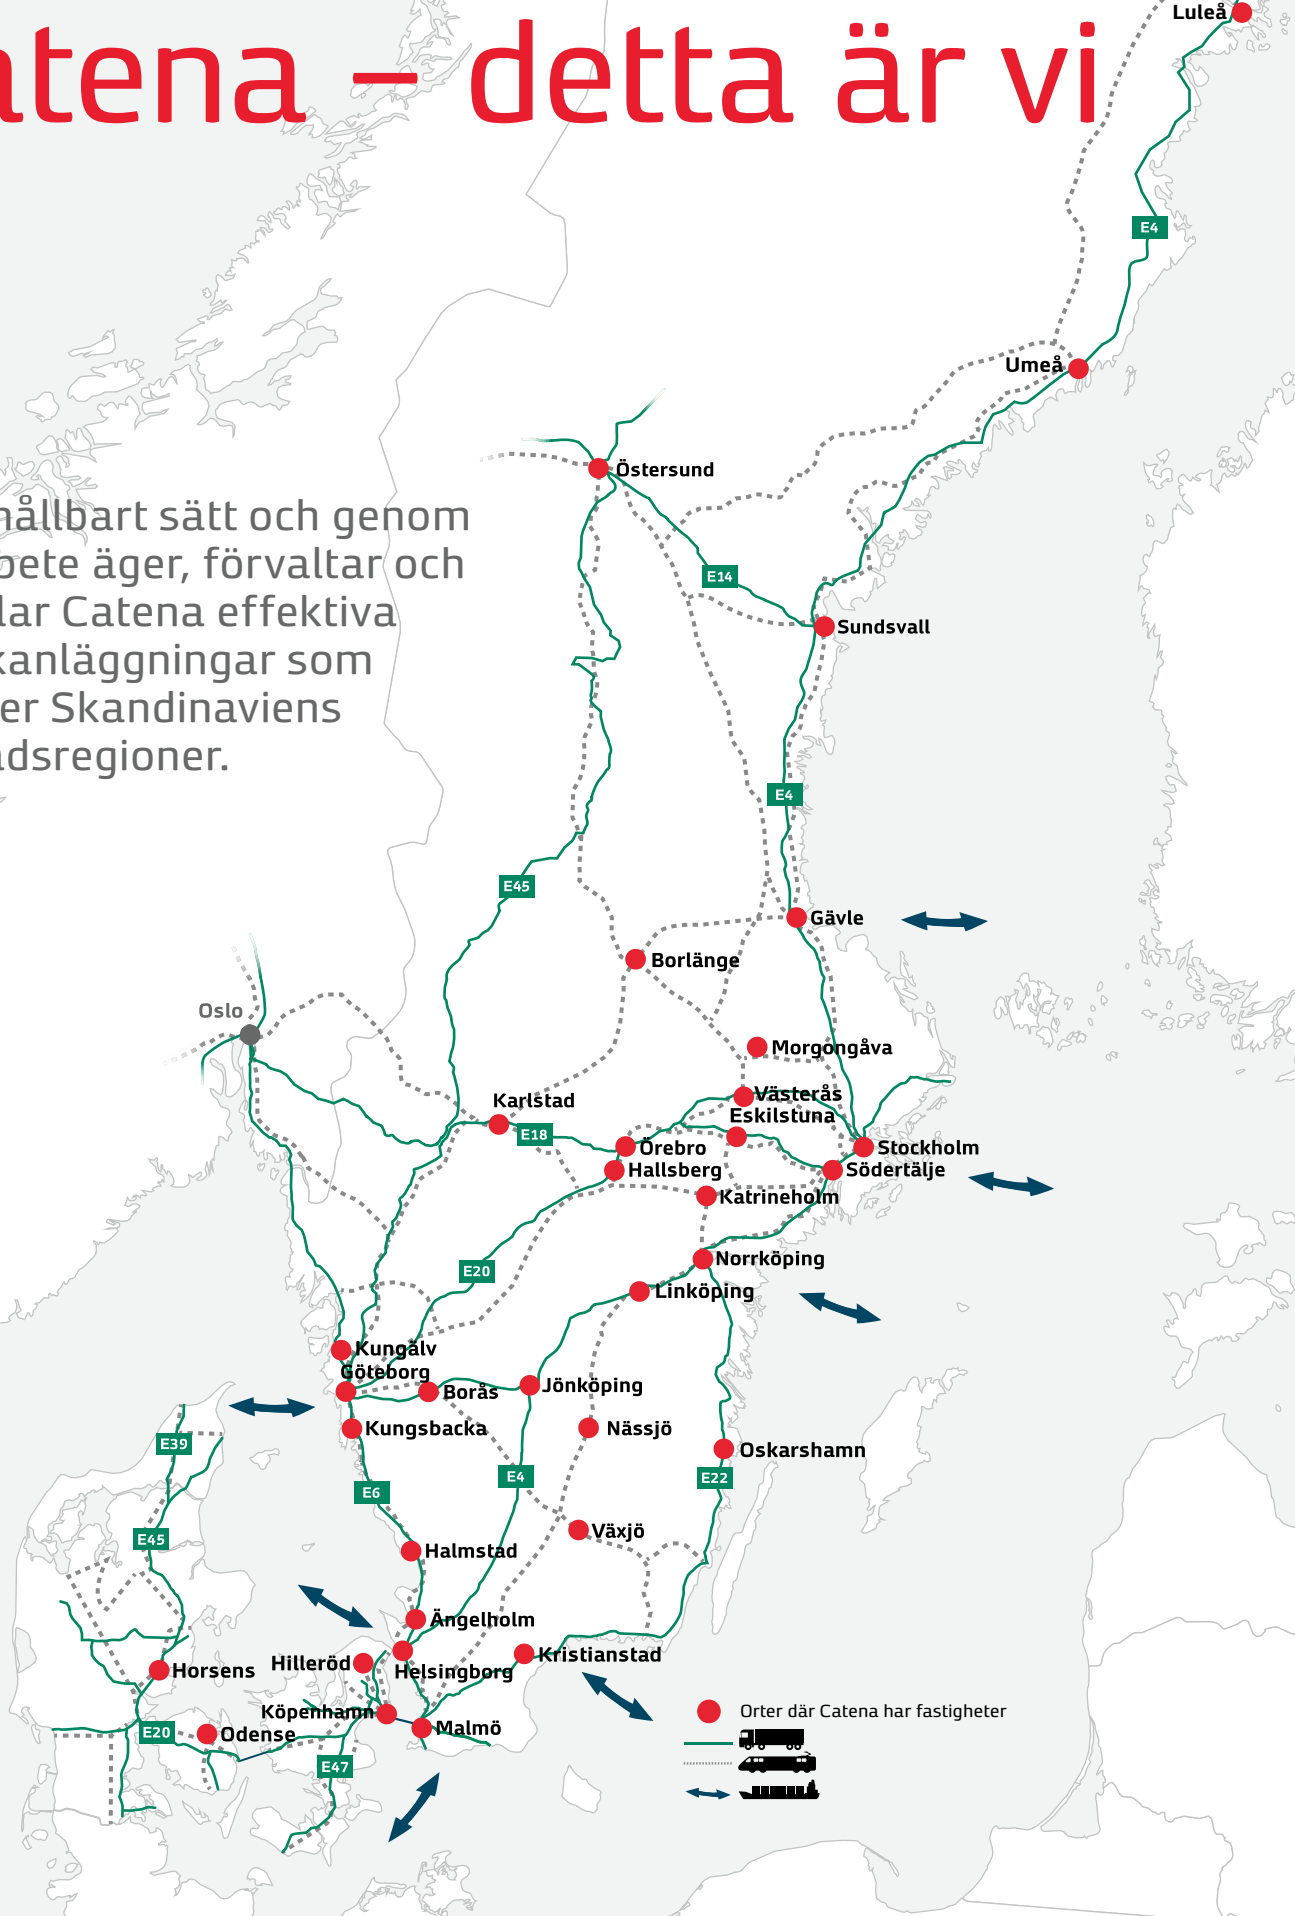 Luleå
atena – detta är vi
E4
Umeå
Östersund
hållbart sätt och genom
bete äger, förvaltar och
lar Catena effektiva
kanläggningar som
er Skandinaviens
adsregioner.
E14
Sundsvall
E4
E45
Gävle
Borlänge
Oslo
Morgongåva
Västerås
Karlstad
Eskilstuna
E18
Örebro
Stockholm
Hallsberg
Södertälje
Katrineholm
Norrköping
E20
Linköping
Kungälv
Göteborg
Borås
Jönköping
Kungsbacka
Nässjö
E39
Oskarshamn
E4
E22
E6
Växjö
E45
Halmstad
Ängelholm
Kristianstad
Hilleröd
Horsens
Helsingborg
Köpenhamn
Orter där Catena har fastigheter
Malmö
E20
Odense
E47